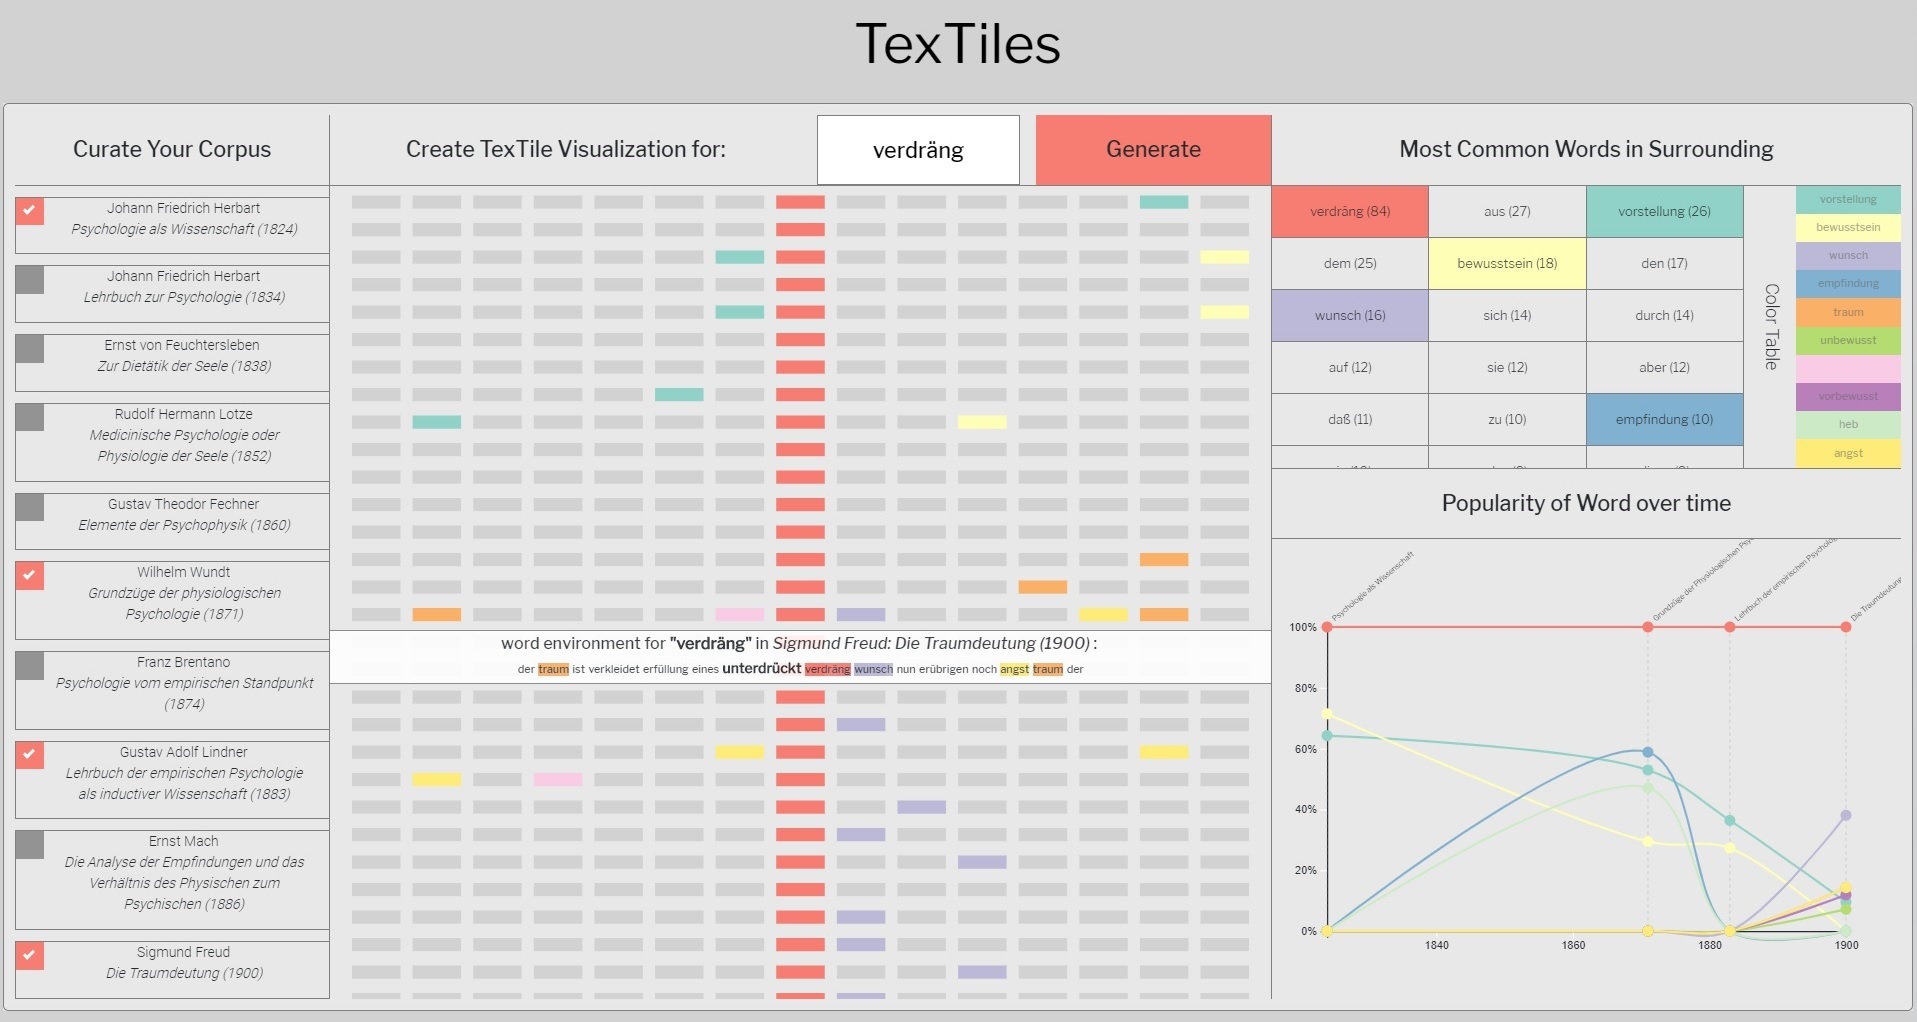 TexTiles
Curate Your Corpus
Johann Friedrich Herbart
Psychologie als Wissenschaft (1824)
Johann Friedrich Herbart
Lehrbuch zur Psychologie (1834)
Ernst von Feuchtersleben
Zur Dietätik der Seele (1838)
Rudolf Hermann Lotze
Medicinische Psychologie oder
Physiologie der Seele (1852)
Gustav Theodor Fechner
Elemente der Psychophysik (1860)
Wilhelm Wundt
Grundzüge der physiologischen
Psychologie (1871)
Franz Brentano
Psychologie vom empirischen Standpunkt
(1874)
Gustav Adolf Lindner
Lehrbuch der empirischen Psychologie
als inductiver Wissenschaft (1883)
Ernst Mach
Die Analyse der Empfindungen und das
Verhältnis des Physischen zum
Psychischen (1886)
Sigmund Freud
Die Traumdeutung (1900)
Create TexTile Visualization for:
verdräng
Generate
word environment for "verdräng" in Sigmund Freud: Die Traumdeutung (1900) :
der traum ist verkleidet erfüllung eines unterdrückt verdräng wunsch nun erübrigen noch angst traum der
Most Common Words in Surrounding
verdräng (84) aus (27) vorstellung (26)
dem (25) bewusstsein (18) den (17)
wunsch (16) sich (14) durch (14)
auf (12) sie (12) aber (12)
daß (11) zu (10) empfindung (10)
Color Table
vorstellung
bewusstsein
wunsch
empfindung
traum
unbewusst
vorbewusst
heb
angst
Popularity of Word over time
Psychologie als Wissenschaft
Grundzüge der Physiologischen Psy
Lehrbuch der empirischen Psycholog
Die Traumdeutung
100%
80%
60%
40%
20%
0%
1840 1860 1880 1900